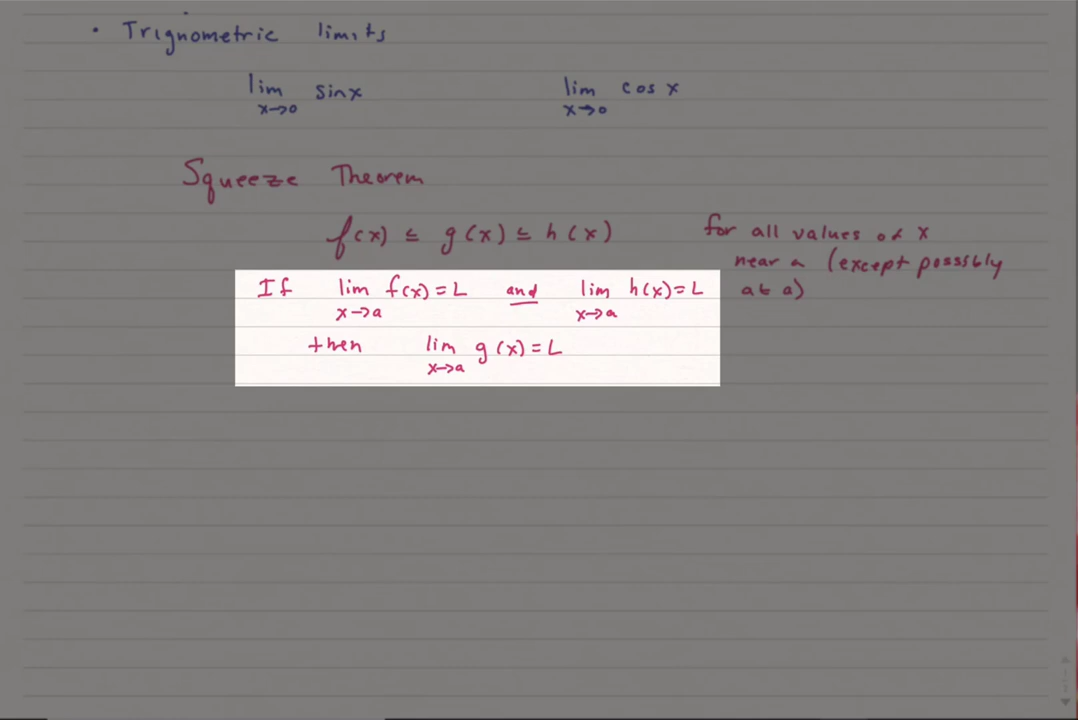 • Trignometric limits
lim x→0 sinx lim x→0 cos x
Squeeze Theorem
f(x) ≤ g(x) ≤ h(x) for all values of x
near a (except posssibly
at a)
If lim x→a f(x) = L and lim x→a h(x) = L
then lim x→a g(x) = L